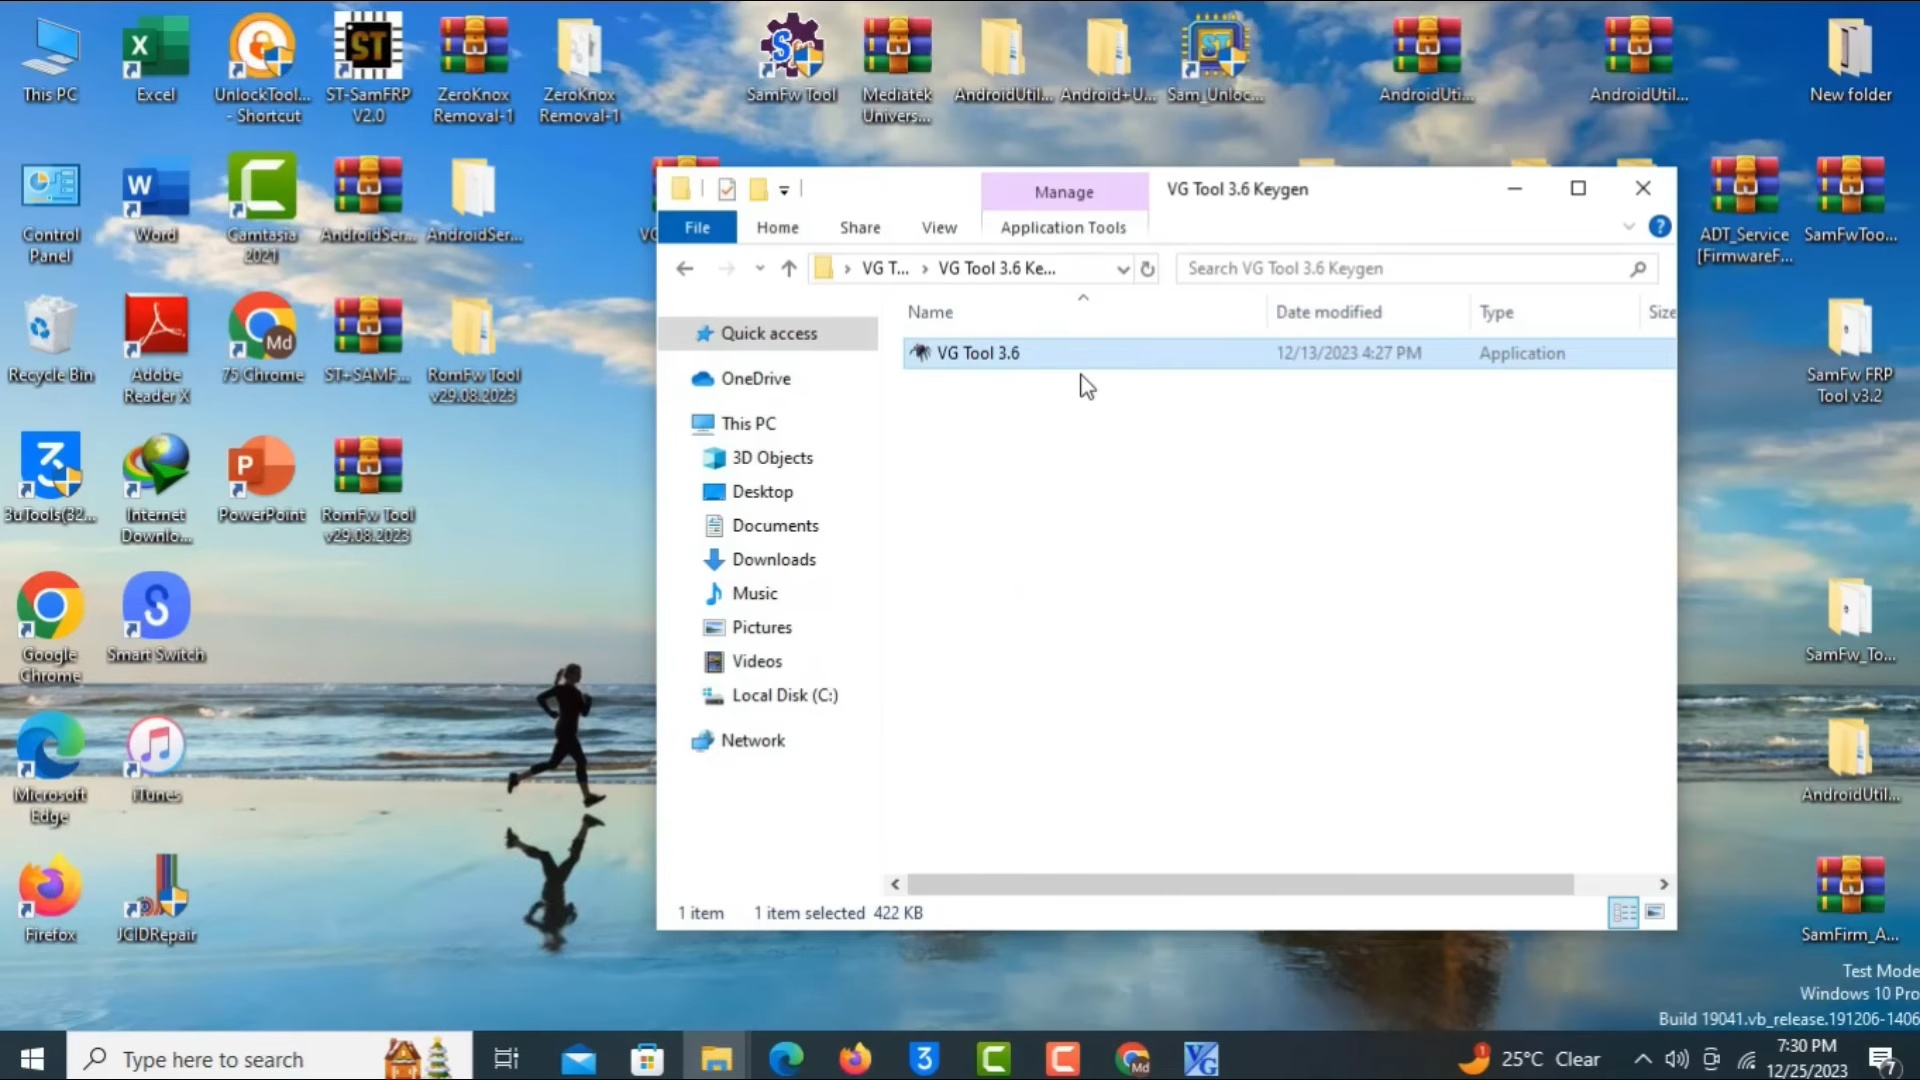 This PC
Excel
UnlockTool...
- Shortcut
ST-SamFRP
V2.0
ZeroKnox
Removal-1
ZeroKnox
Removal-1
SamFw Tool
Mediatek
Univers...
AndroidUtil...
Android+U...
Sam_Unloc...
AndroidUti...
AndroidUtil...
New folder
Control
Panel
Word
Camtasia
2021
AndroidSer...
AndroidSer...
ADT_Service
[FirmwareF...
SamFwToo...
Recycle Bin
Adobe
Reader X
75 Chrome
ST+SAMF...
RomFw Tool
v29.08.2023
SamFw FRP
Tool v3.2
3uTools(32...
Internet
Downlo...
PowerPoint
RomFw Tool
v29.08.2023
Google
Chrome
Smart Switch
SamFw_To...
Microsoft
Edge
iTunes
AndroidUtil...
Firefox
JCIDRepair
SamFirm_A...
Manage
VG Tool 3.6 Keygen
File
Home
Share
View
Application Tools
VG T...
VG Tool 3.6 Ke...
Search VG Tool 3.6 Keygen
Name
Date modified
Type
Size
VG Tool 3.6
12/13/2023 4:27 PM
Application
Quick access
OneDrive
This PC
3D Objects
Desktop
Documents
Downloads
Music
Pictures
Videos
Local Disk (C:)
Network
1 item
1 item selected 422 KB
Test Mode
Windows 10 Pro
Build 19041.vb_release.191206-1406
Type here to search
25°C Clear
7:30 PM
12/25/2023
7